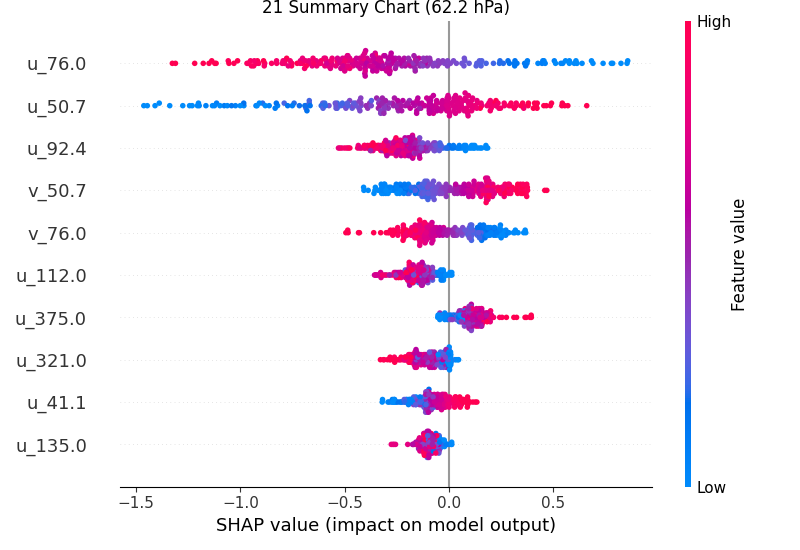 21 Summary Chart (62.2 hPa)
High
u_76.0
u_50.7
u_92.4
v_50.7
v_76.0
u_112.0
u_375.0
u_321.0
u_41.1
u_135.0
Feature value
Low
−1.5 −1.0 −0.5 0.0 0.5
SHAP value (impact on model output)